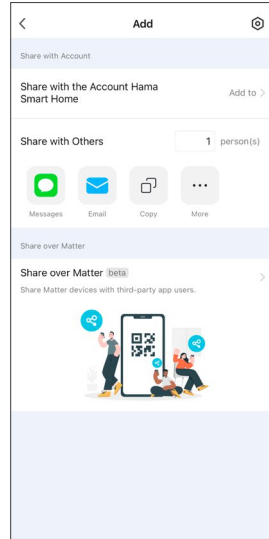 Add
Share with Account
Share with the Account Hama
Smart Home
Add to >
Share with Others
1 person(s)
Messages
Email
Copy
More
Share over Matter
Share over Matter beta
Share Matter devices with third-party app users.